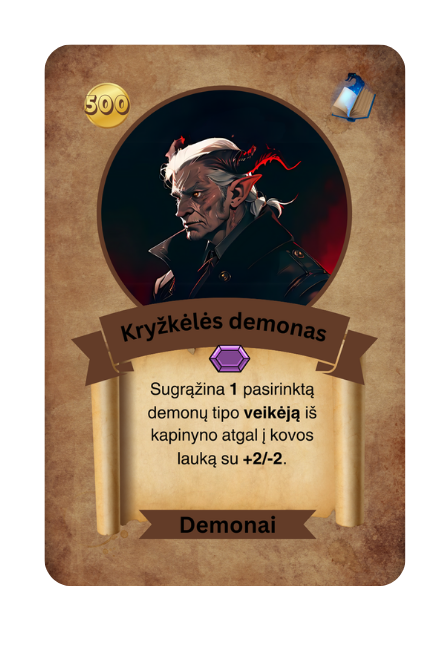 500
Kryžkėlės demonas
Sugrąžina 1 pasirinktą
demonų tipo veikėją iš
kapinyno atgal į kovos
lauką su +2/-2.
Demonai